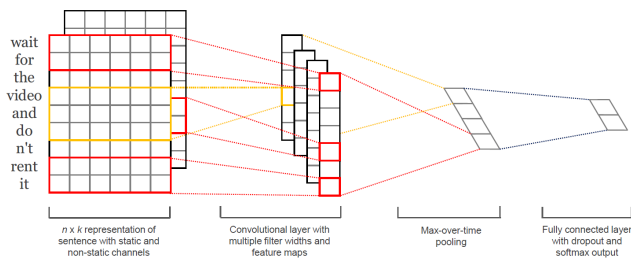 wait
for
the
video
and
do
n't
rent
it
n x k representation of
sentence with static and
non-static channels
Convolutional layer with
multiple filter widths and
feature maps
Max-over-time
pooling
Fully connected layer
with dropout and
softmax output